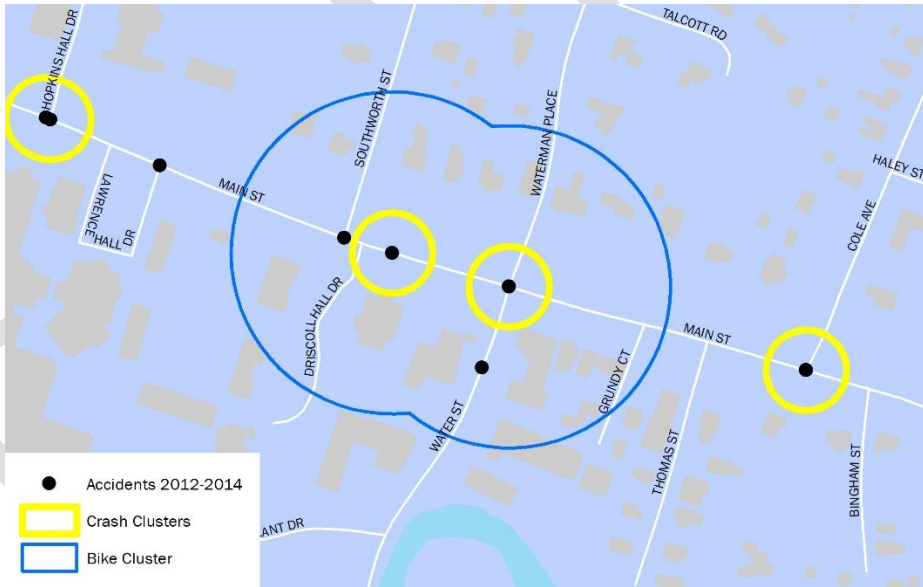 HOPKINS HALL DR
TALCOTT RD
SOUTHWORTH ST
WATERMAN PLACE
HALEY ST
COLE AVE
LAWRENCE
HALL DR
MAIN ST
DRISCOLL HALL DR
MAIN ST
GRUNDY CT
WATER ST
THOMAS ST
BINGHAM ST
LANT DR
Accidents 2012-2014
Crash Clusters
Bike Cluster